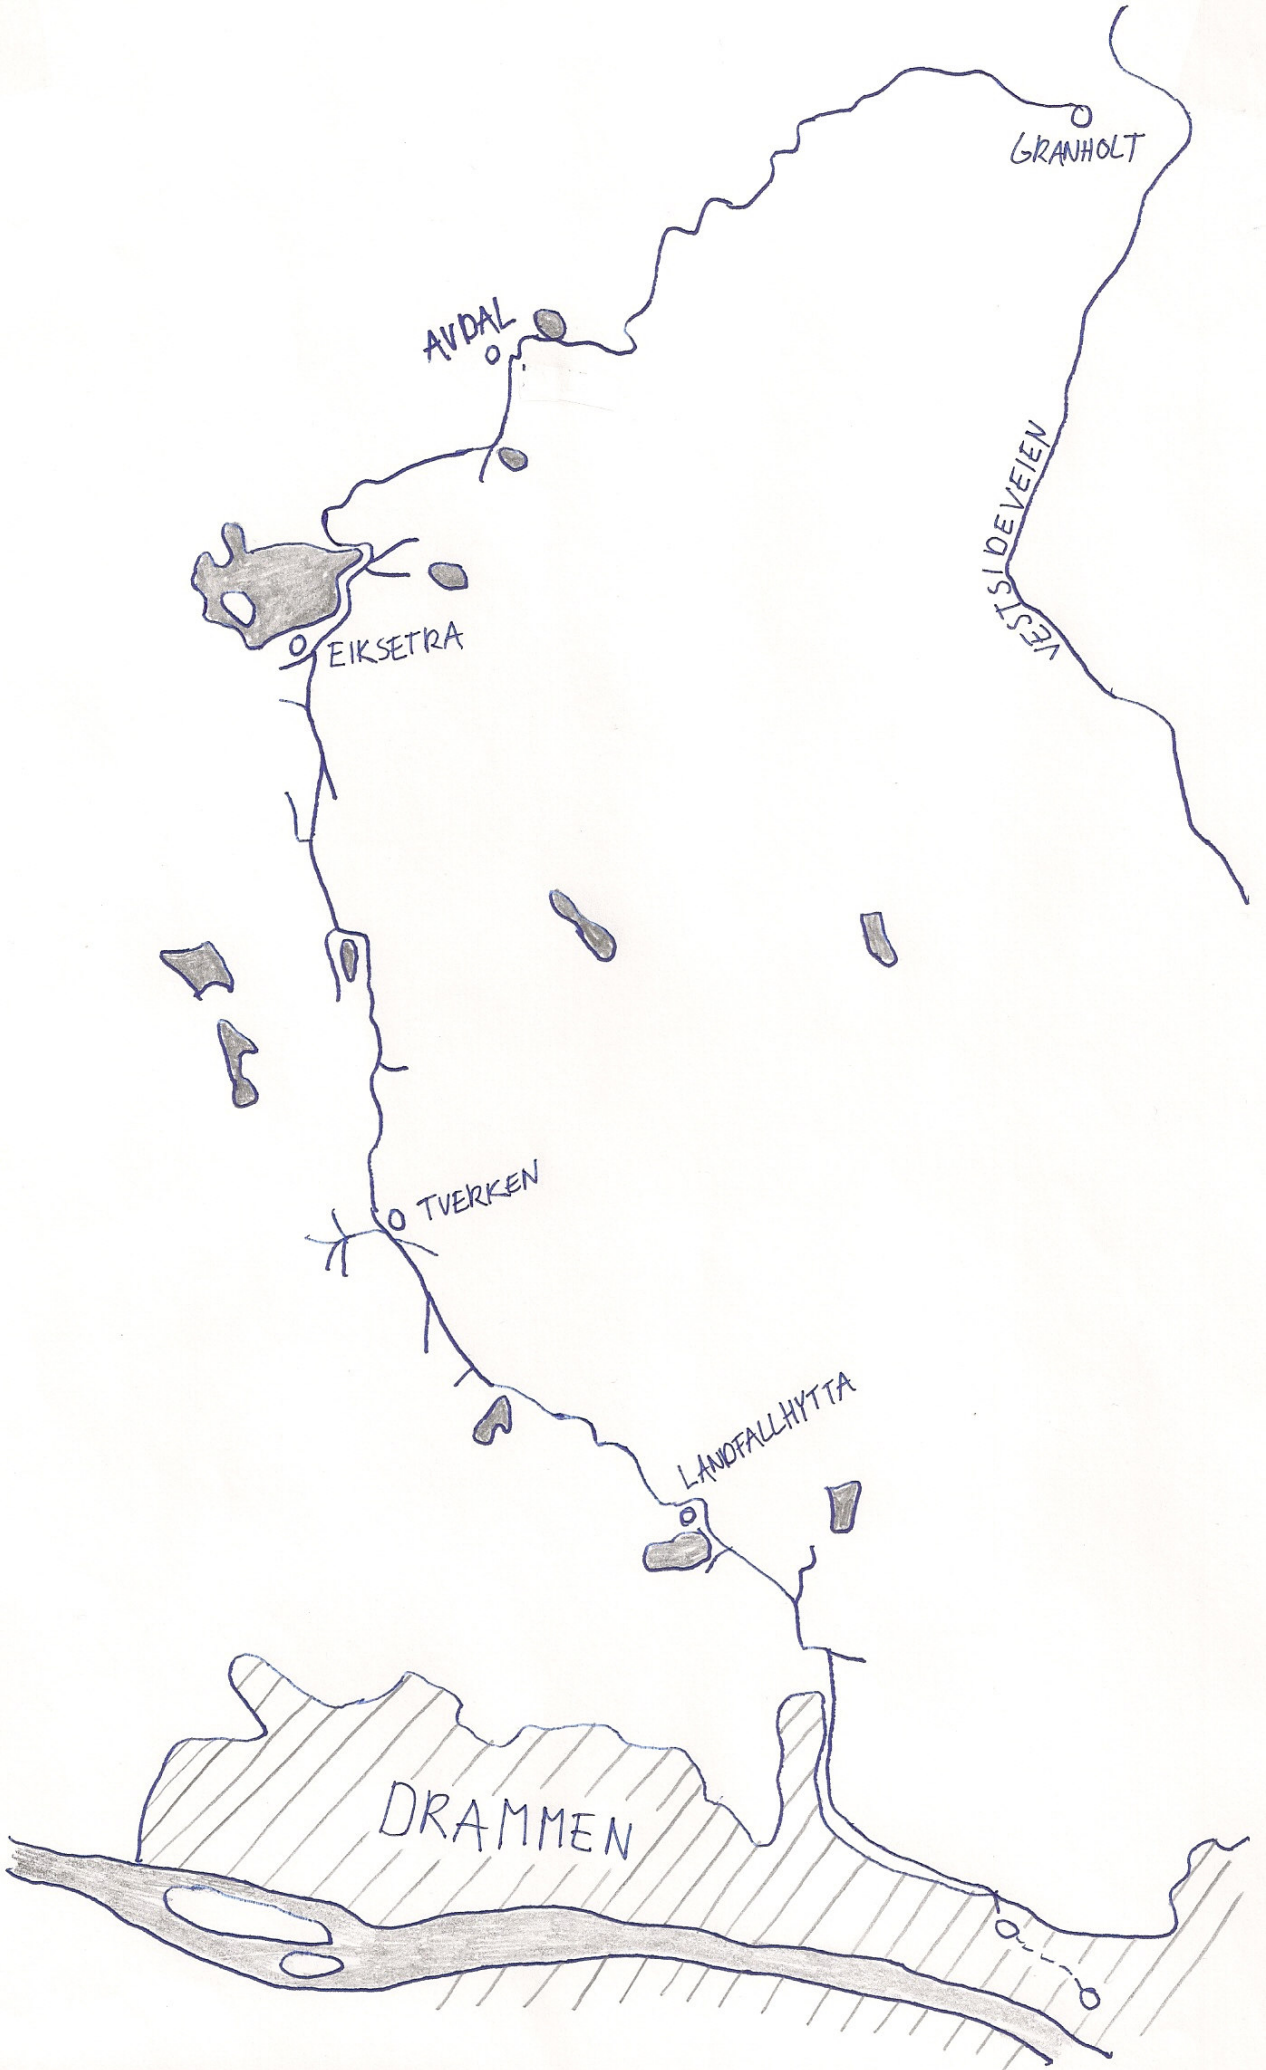 GRANHOLT
AVDAL
VESTSIDEVEIEN
EIKSETRA
TVERKEN
LANDFALLHYTTA
DRAMMEN